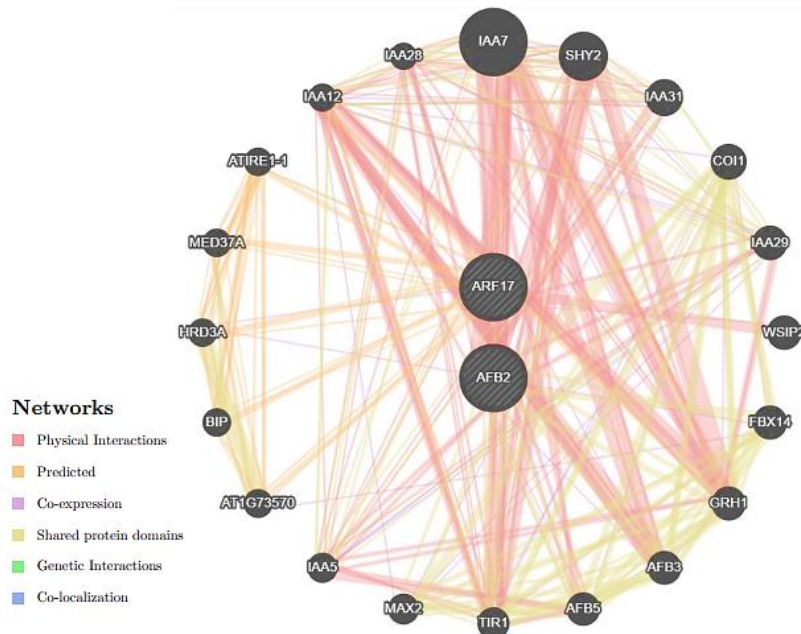 IAA7
SHY2
IAA28
IAA31
IAA12
COI1
ATIRE1-1
MED37A
IAA29
ARF17
HRD3A
WSIP2
AFB2
BIP
FBX14
AT1G73570
GRH1
IAA5
AFB3
MAX2
TIR1
AFB5
Networks
Physical Interactions
Predicted
Co-expression
Shared protein domains
Genetic Interactions
Co-localization